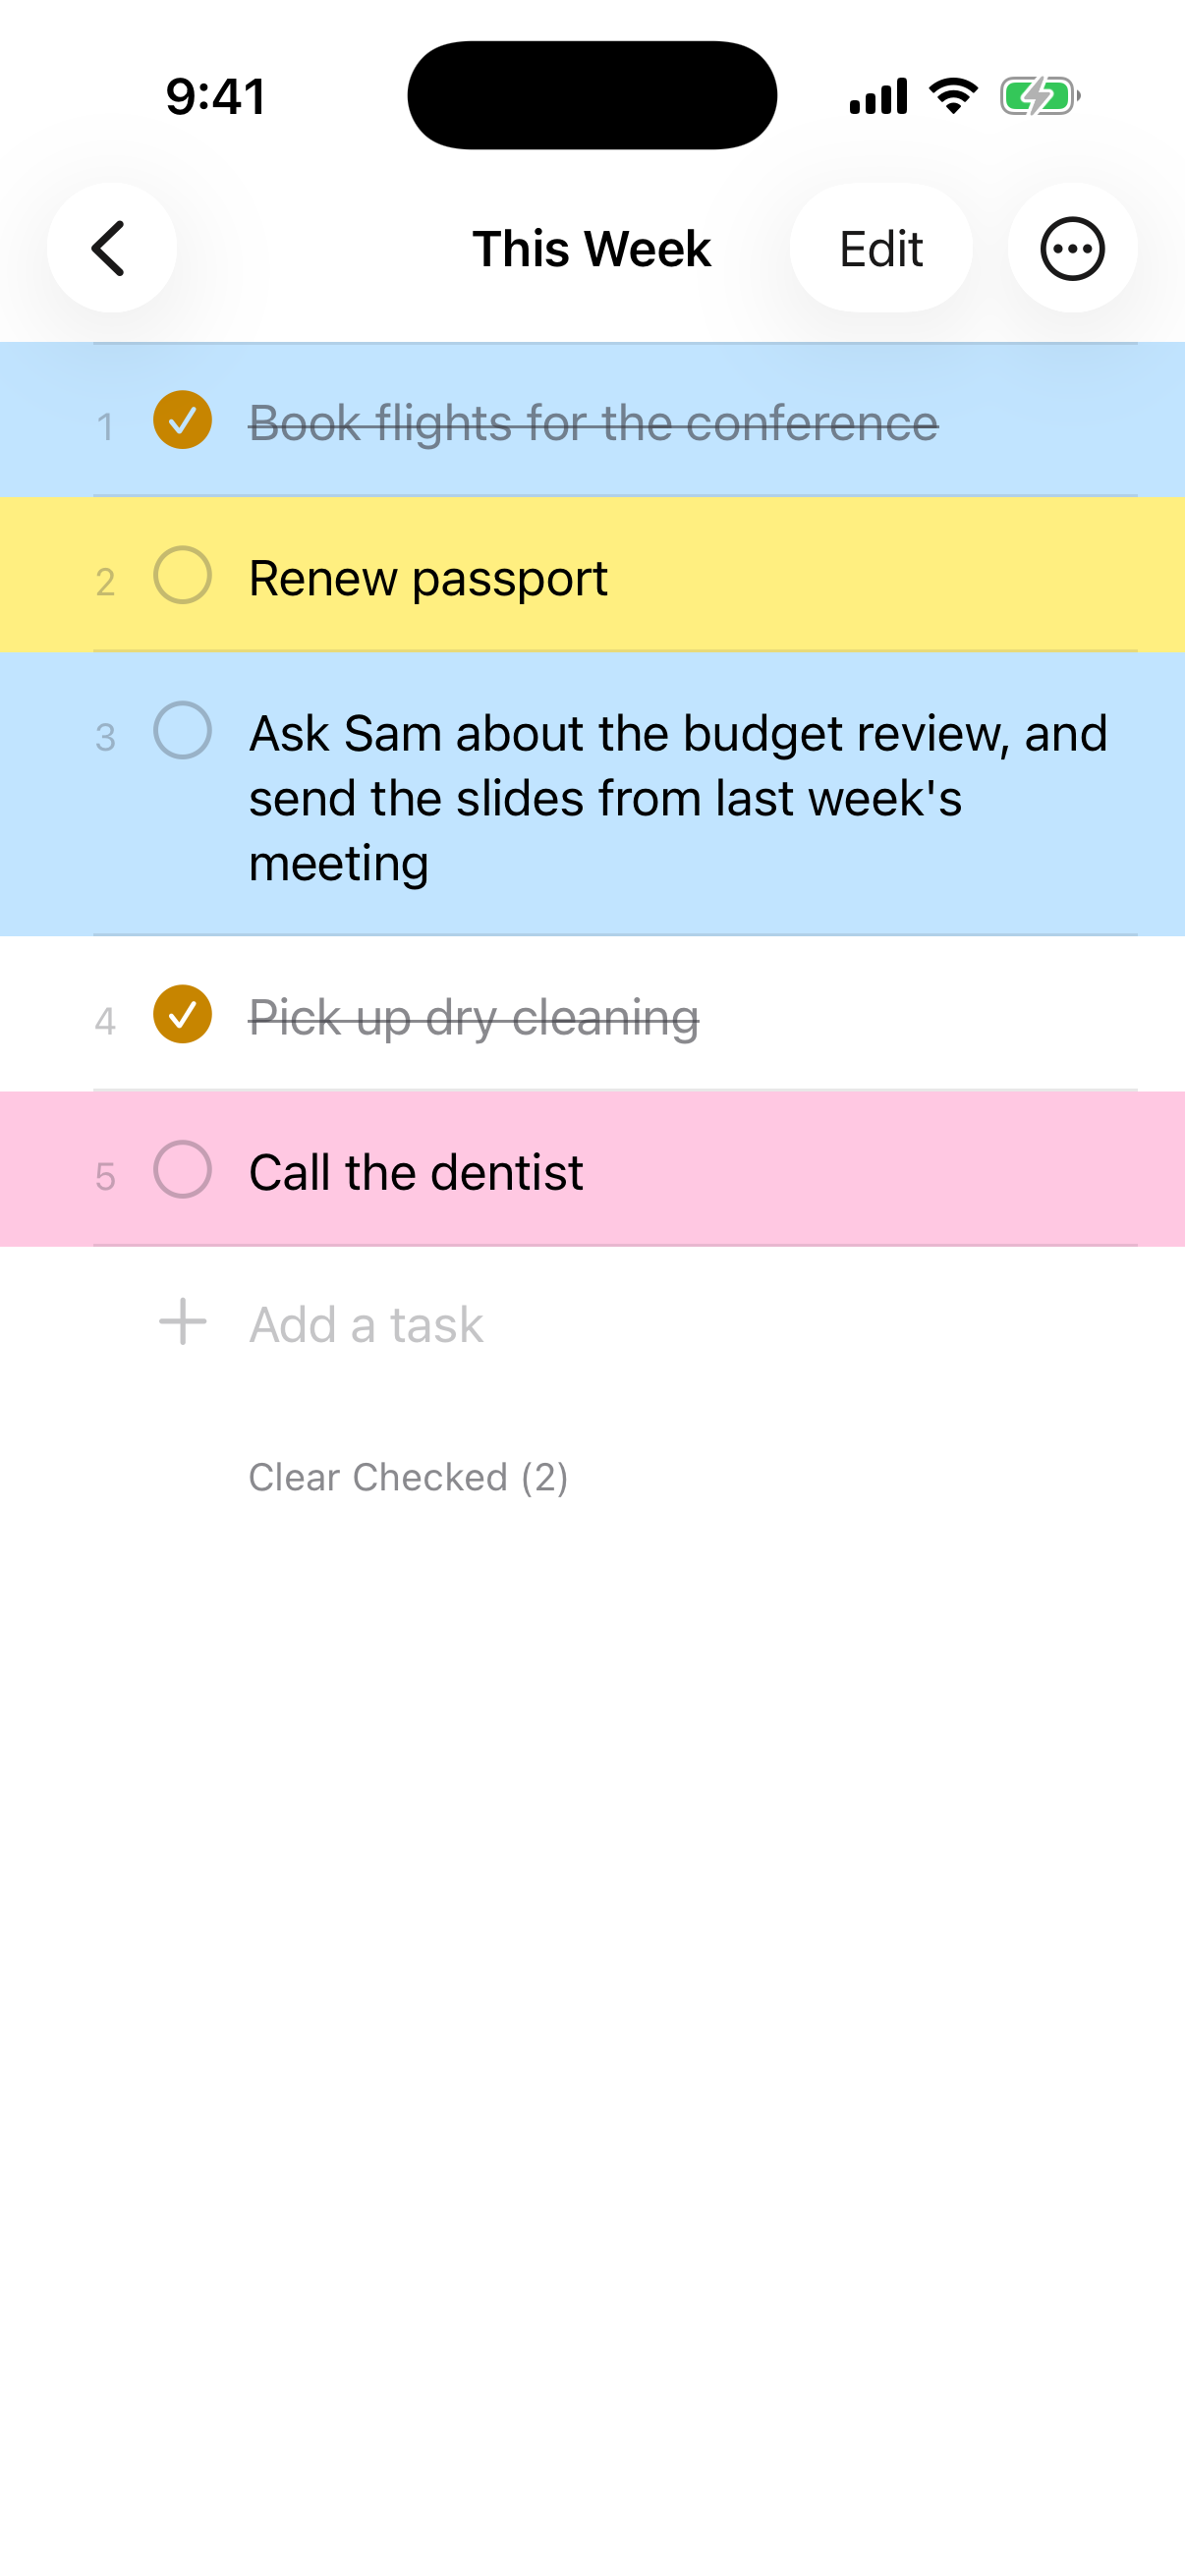 9:41
This Week
Edit
1 Book flights for the conference
2 Renew passport
3 Ask Sam about the budget review, and
send the slides from last week's
meeting
4 Pick up dry cleaning
5 Call the dentist
Add a task
Clear Checked (2)